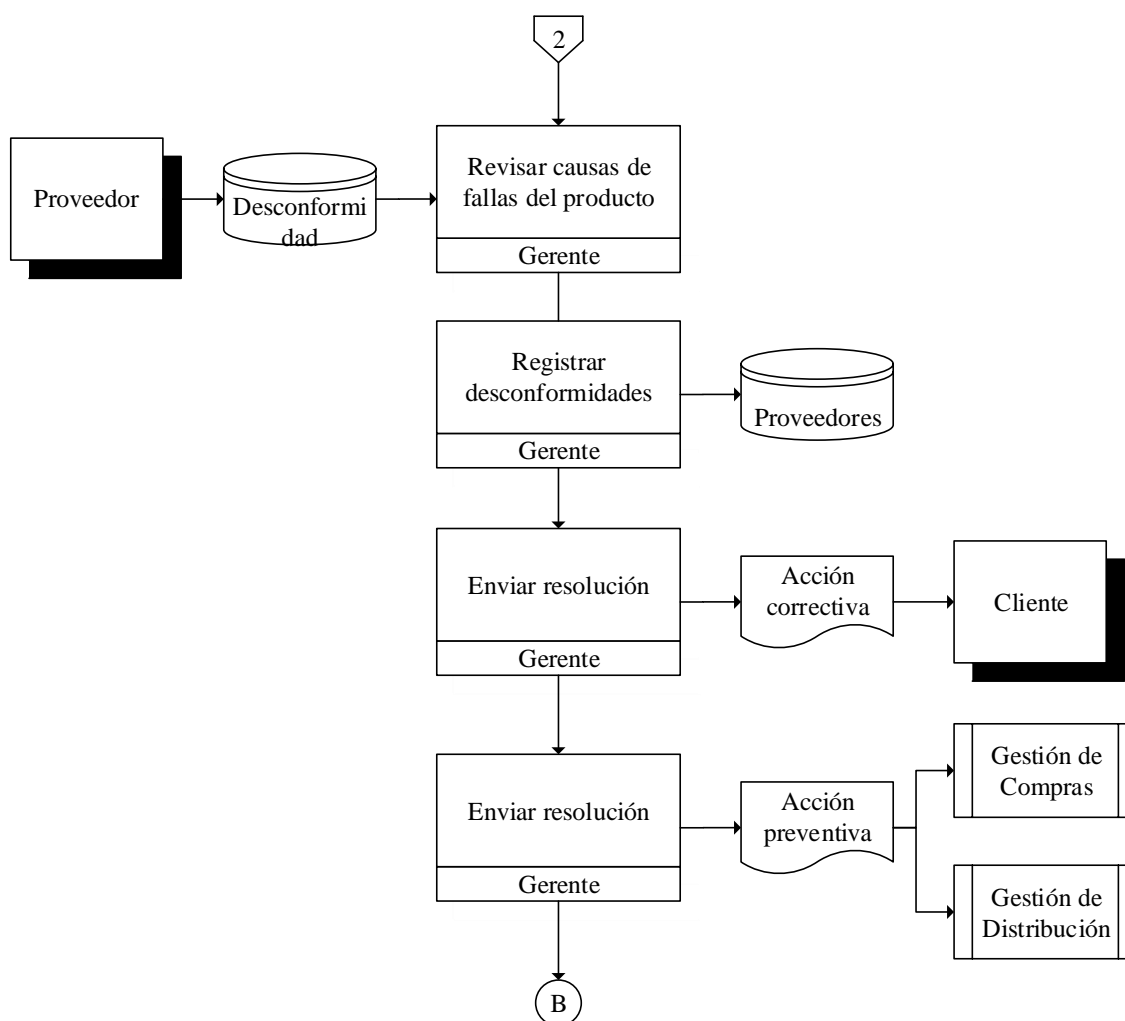 2
Proveedor
Desconformi
dad
Revisar causas de
fallas del producto
Gerente
Registrar
desconformidades
Gerente
Proveedores
Enviar resolución
Gerente
Acción
correctiva
Cliente
Enviar resolución
Gerente
Acción
preventiva
Gestión de
Compras
Gestión de
Distribución
B